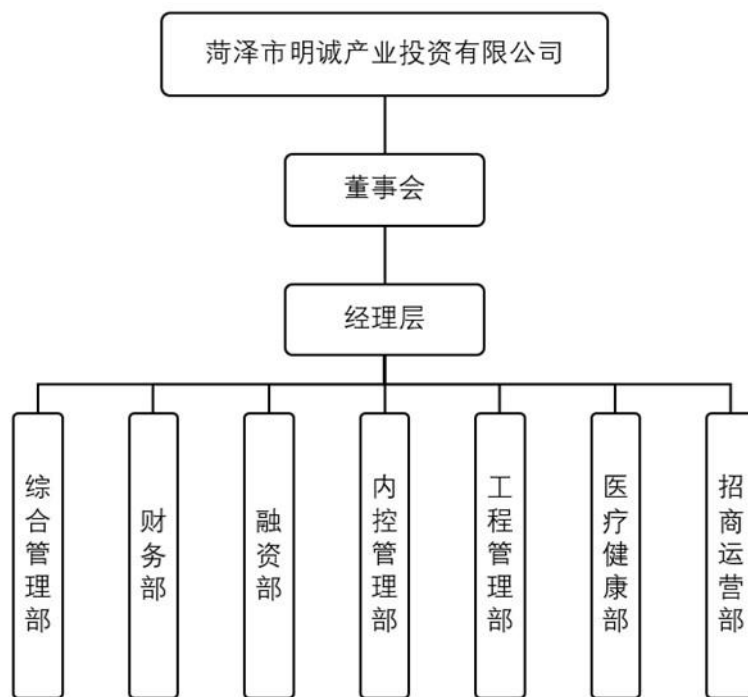 菏泽市明诚产业投资有限公司
董事会
经理层
综合管理部
财务部
融资部
内控管理部
工程管理部
医疗健康部
招商运营部